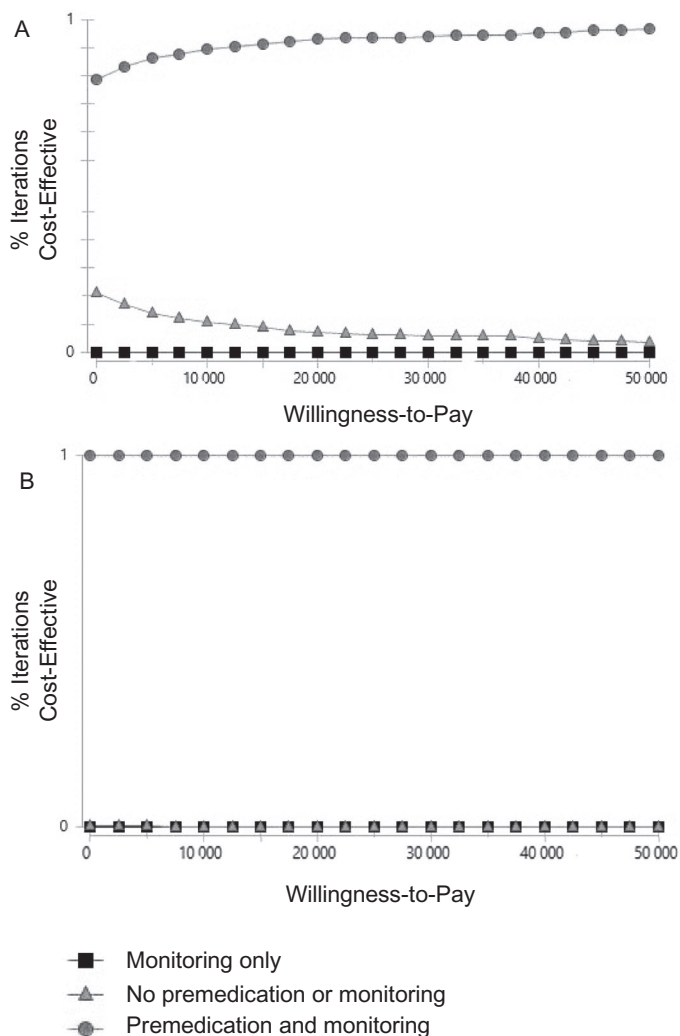 A
1
% Iterations
Cost-Effective
0
0 10 000 20 000 30 000 40 000 50 000
Willingness-to-Pay
B
1
% Iterations
Cost-Effective
0
0 10 000 20 000 30 000 40 000 50 000
Willingness-to-Pay
Monitoring only
No premedication or monitoring
Premedication and monitoring